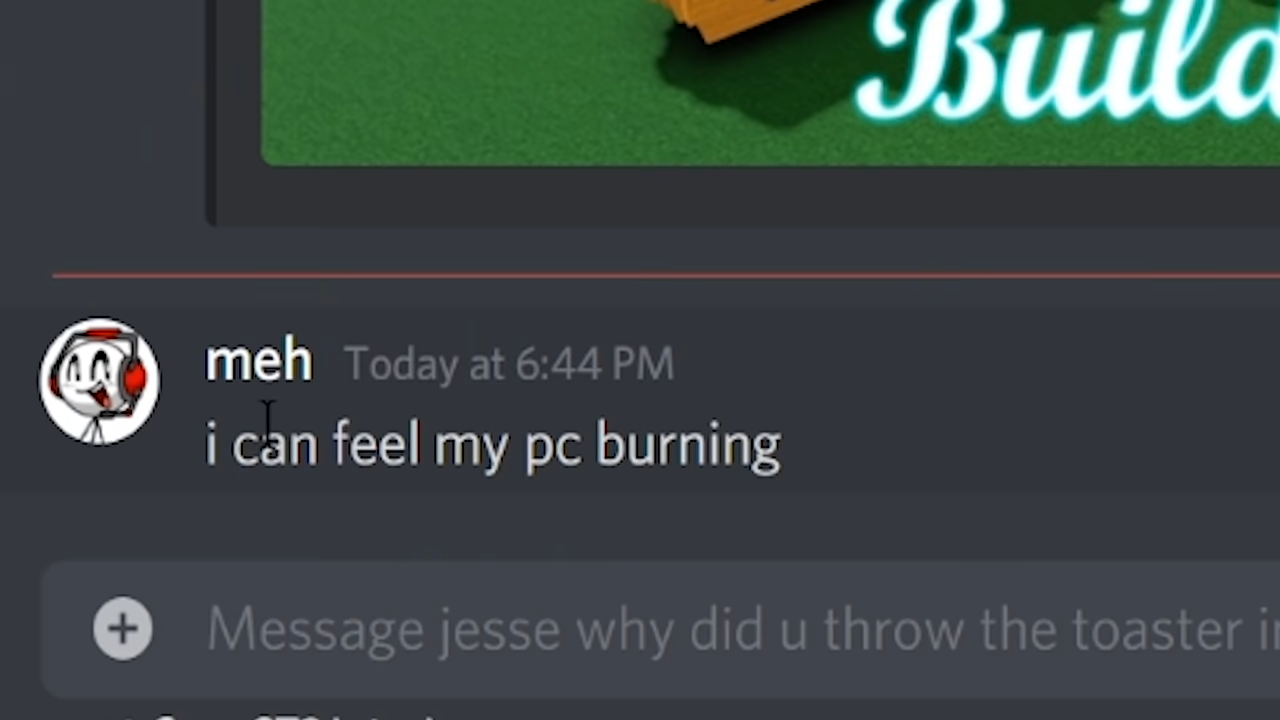 Build
meh Today at 6:44 PM
i can feel my pc burning
Message jesse why did u throw the toaster